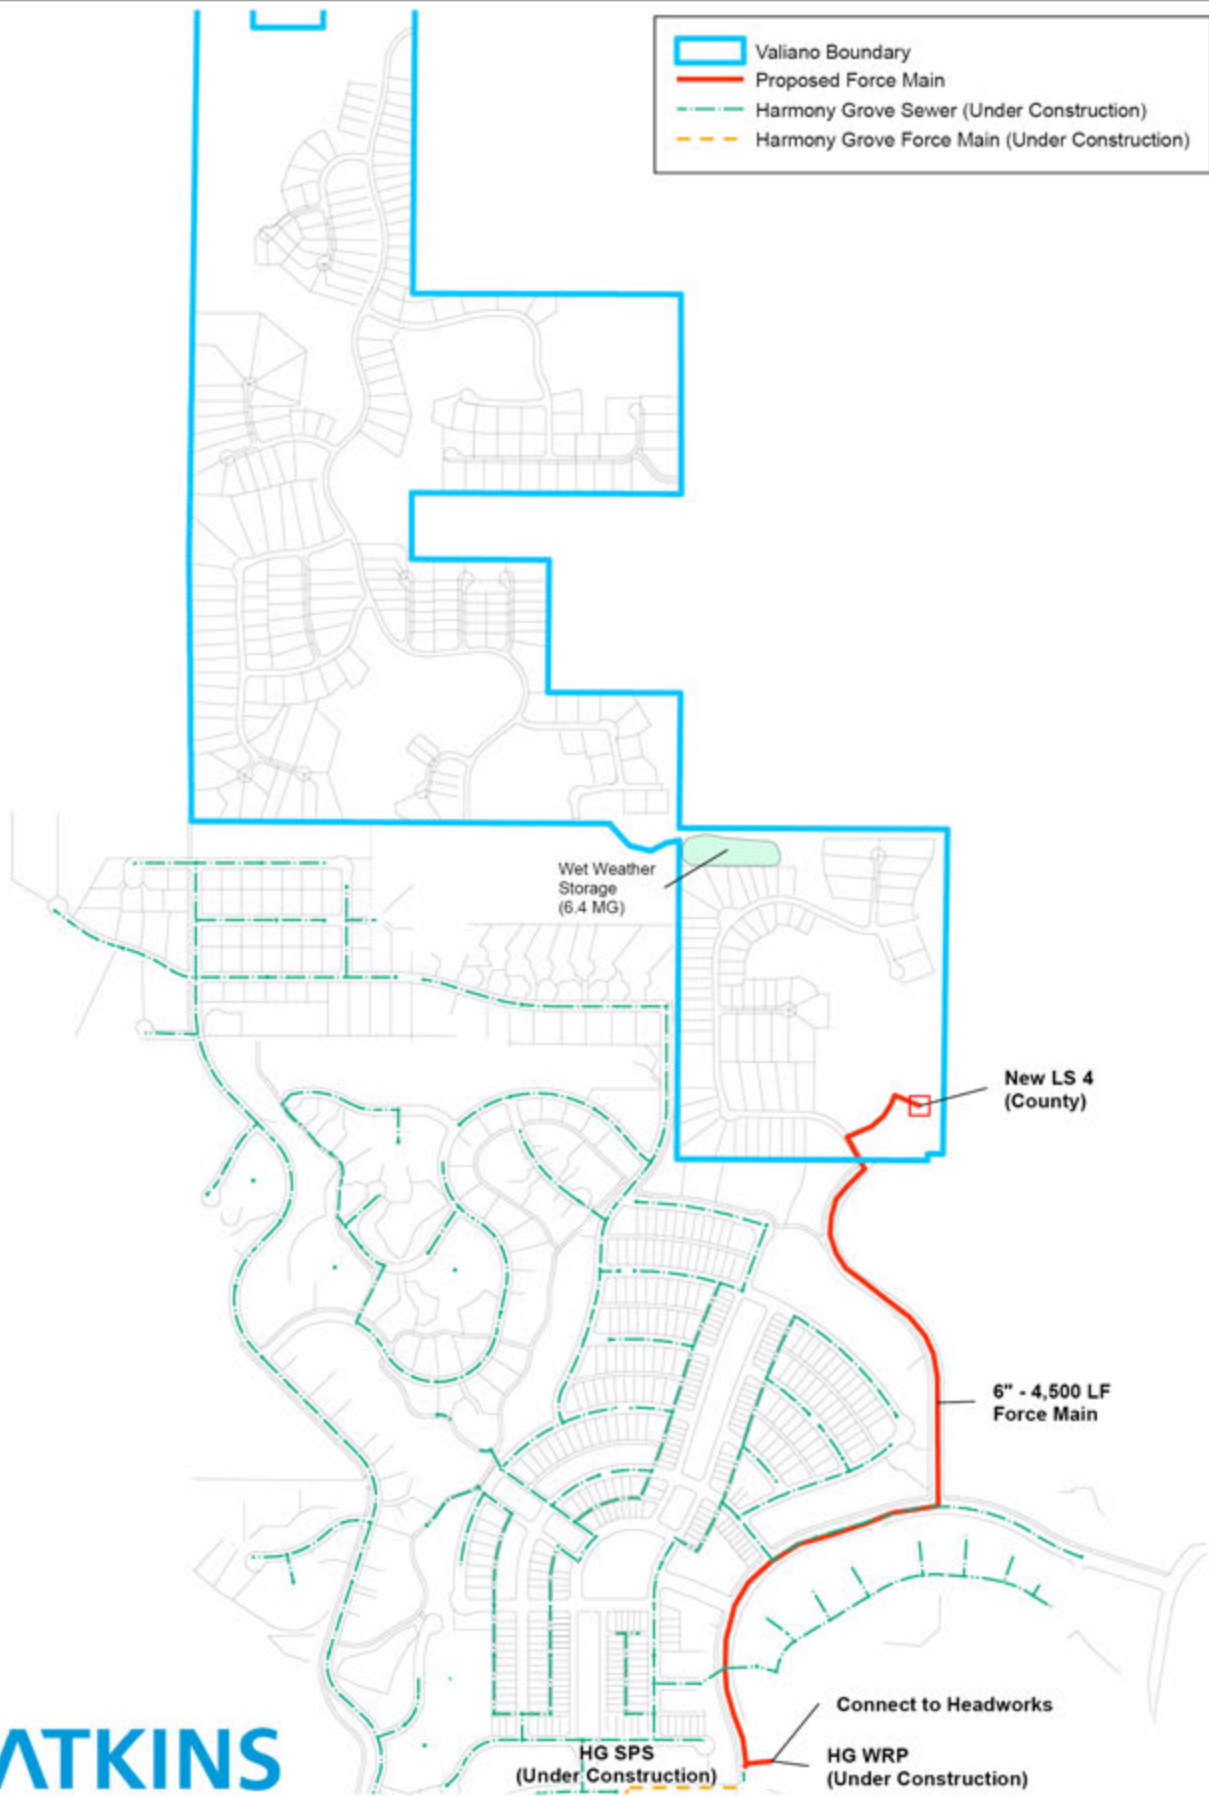 Valiano Boundary
Proposed Force Main
Harmony Grove Sewer (Under Construction)
Harmony Grove Force Main (Under Construction)
Wet Weather
Storage
(6.4 MG)
New LS 4
(County)
6" - 4,500 LF
Force Main
Connect to Headworks
HG WRP
(Under Construction)
HG SPS
(Under Construction)
ATKINS